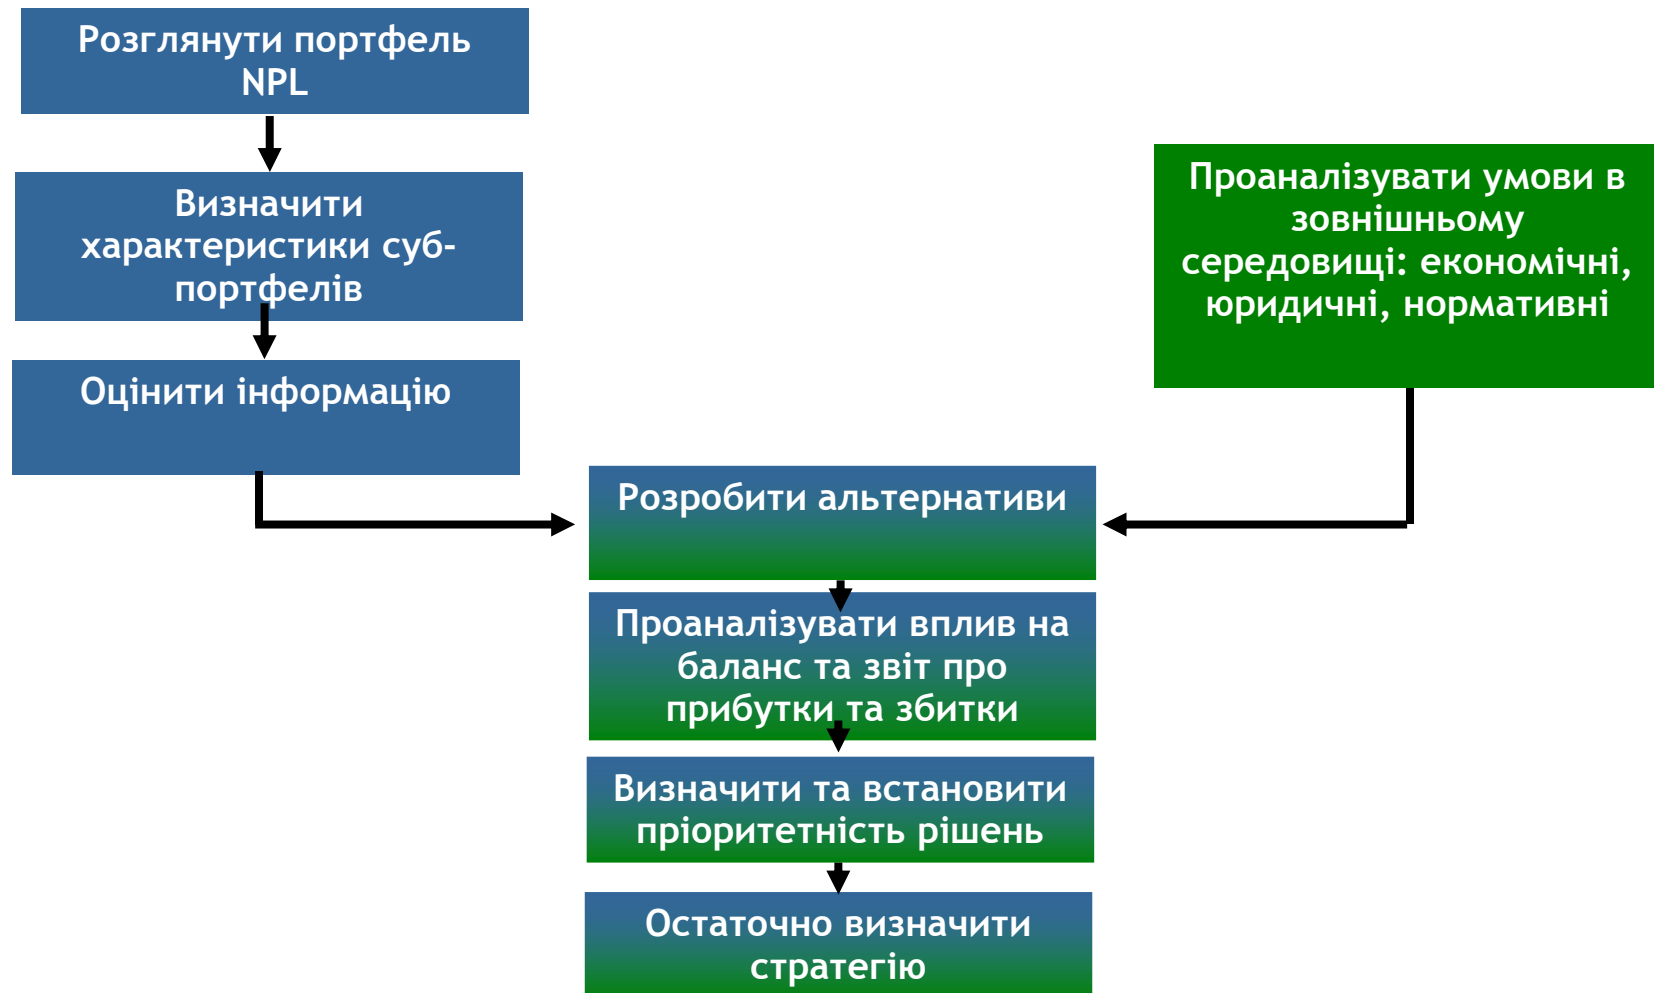 Розглянути портфель
NPL
Визначити
характеристики суб-
портфелів
Оцінити інформацію
Проаналізувати умови в
зовнішньому
середовищі: економічні,
юридичні, нормативні
Розробити альтернативи
Проаналізувати вплив на
баланс та звіт про
прибутки та збитки
Визначити та встановити
пріоритетність рішень
Остаточно визначити
стратегію